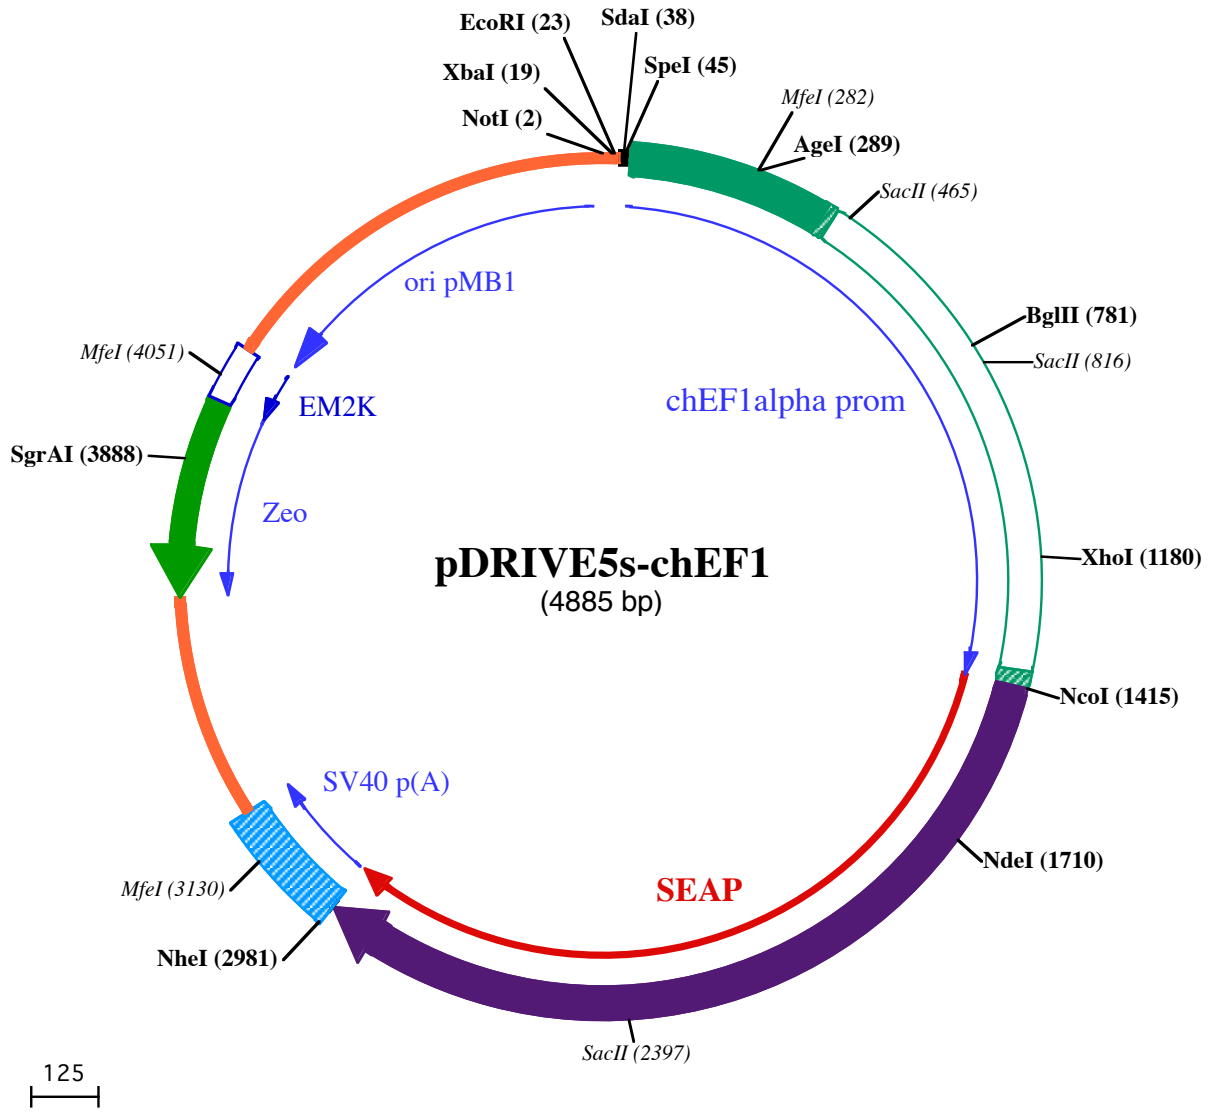 EcoRI (23)
SdaI (38)
XbaI (19)
SpeI (45)
NotI (2)
MfeI (282)
AgeI (289)
SacII (465)
ori pMB1
BglII (781)
MfeI (4051)
SacII (816)
EM2K
chEF1alpha prom
SgrAI (3888)
Zeo
pDRIVE5s-chEF1
(4885 bp)
XhoI (1180)
NcoI (1415)
SV40 p(A)
NdeI (1710)
MfeI (3130)
SEAP
NheI (2981)
SacII (2397)
125